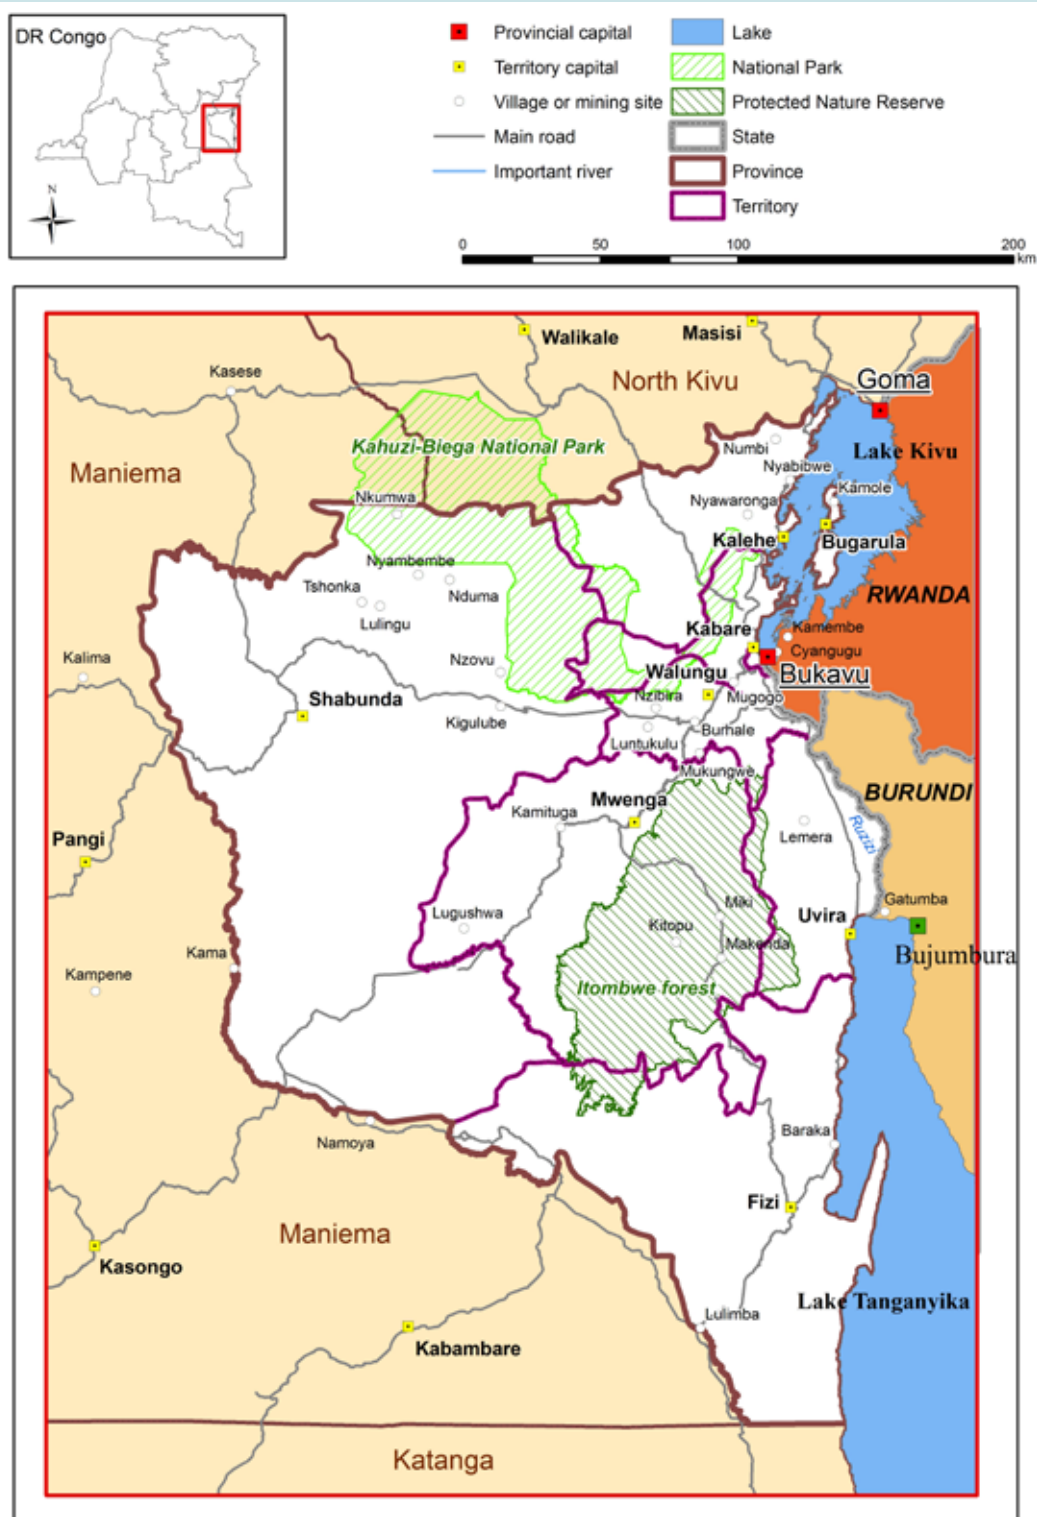 DR Congo
N
Provincial capital
Territory capital
Village or mining site
Main road
Important river
Lake
National Park
Protected Nature Reserve
State
Province
Territory
0 50 100 200
km
Walikale
Masisi
Goma
Kasese
North Kivu
Kahuzi-Biega National Park
Numbi
Lake Kivu
Maniema
Nyabibwe
Kamole
Nkumwa
Nyawaronga
Kalehe
Bugarula
Nyambembe
Tshonka
Nduma
RWANDA
Lulingu
Kabare
Kamembe
Cyangugu
Kalima
Nzovu
Walungu
Bukavu
Shabunda
Nzibira
Mugogo
Kigulube
Burhale
Luntukulu
Mukungwe
Mwenga
BURUNDI
Kamituga
Ruzizi
Pangi
Lemera
Lugushwa
Miki
Gatumba
Kitopu
Uvira
Kama
Makenda
Bujumbura
Kampene
Itombwe forest
Namoya
Baraka
Fizi
Maniema
Kasongo
Lake Tanganyika
Lulimba
Kabambare
Katanga